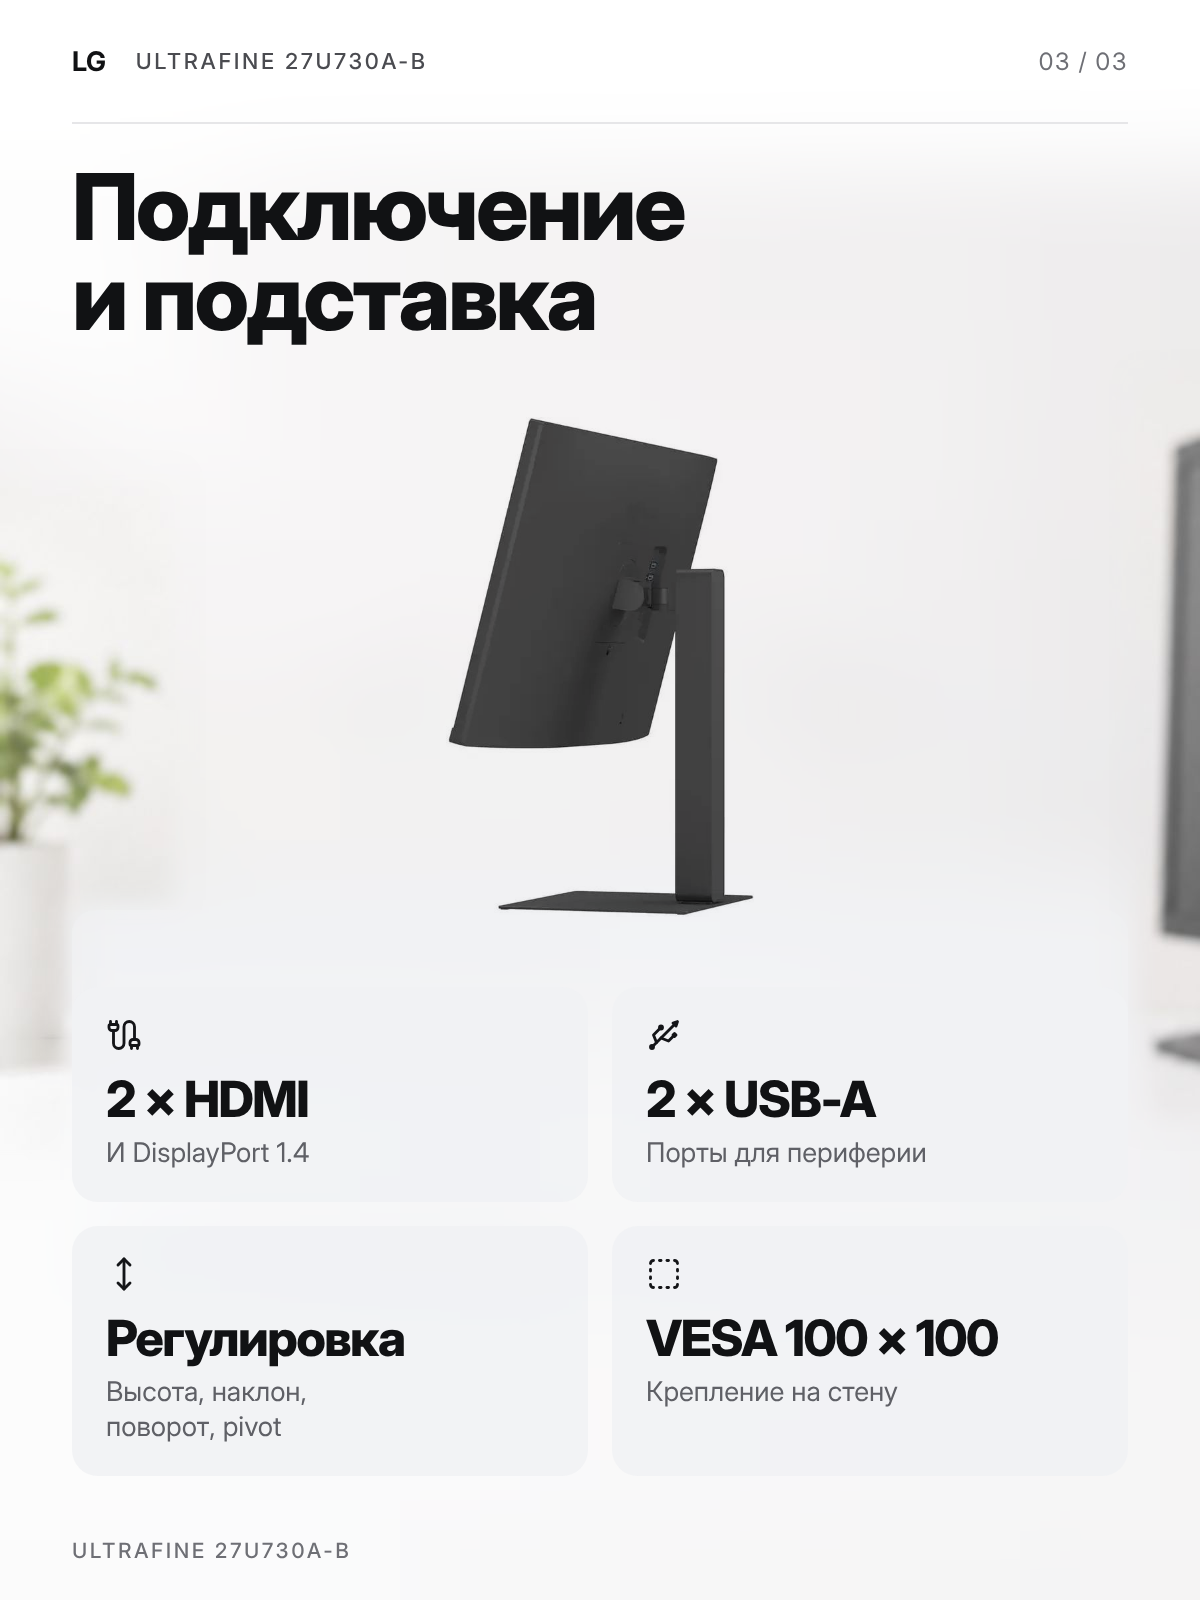 LG ULTRAFINE 27U730A-B 03 / 03
Подключение
и подставка
2 × HDMI
И DisplayPort 1.4
2 × USB-A
Порты для периферии
Регулировка
Высота, наклон,
поворот, pivot
VESA 100 × 100
Крепление на стену
ULTRAFINE 27U730A-B